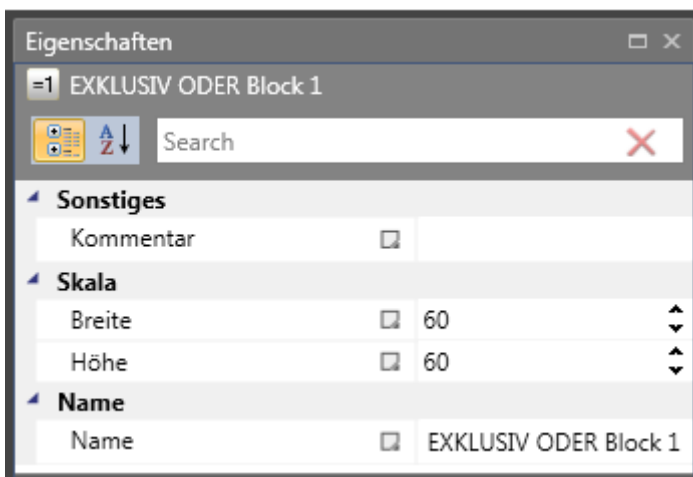 Eigenschaften
=1 EXKLUSIV ODER Block 1
A Z Search
Sonstiges
Kommentar
Skala
Breite 60
Höhe 60
Name
Name EXKLUSIV ODER Block 1